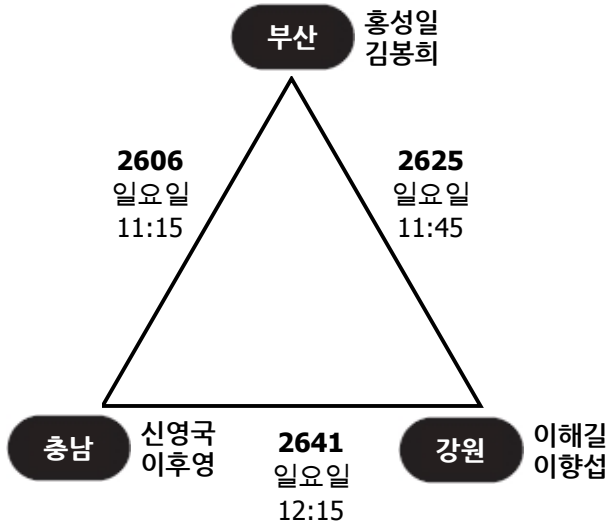 부산
홍성일
김봉희
2606
일요일
11:15
2625
일요일
11:45
충남
신영국
이후영
2641
일요일
12:15
강원
이해길
이향섭